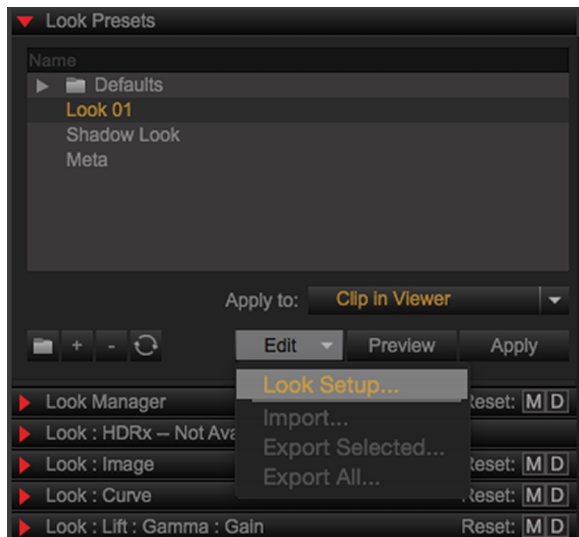 Look Presets
Name
Defaults
Look 01
Shadow Look
Meta
Apply to: Clip in Viewer
+ - Edit Preview Apply
Look Setup...
Look Manager Reset: M D
Import...
Look : HDRx – Not Ava
Export Selected...
Look : Image Reset: M D
Export All...
Look : Curve Reset: M D
Look : Lift : Gamma : Gain Reset: M D